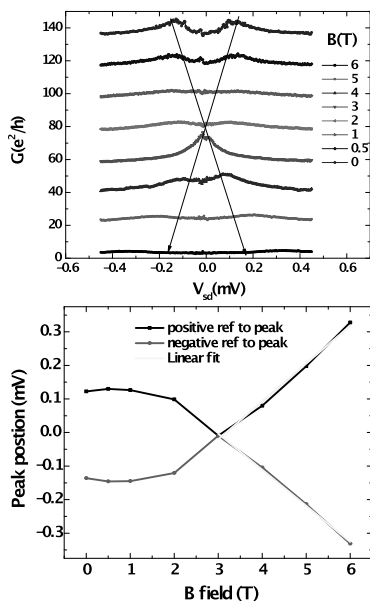 B(T)
6
5
4
3
2
1
0.5
0
G(e²/h)
160
140
120
100
80
60
40
20
0
-0.6 -0.4 -0.2 0.0 0.2 0.4 0.6
V_sd(mV)
positive ref to peak
negative ref to peak
Linear fit
Peak postion (mV)
0.3
0.2
0.1
0.0
-0.1
-0.2
-0.3
0 1 2 3 4 5 6
B field (T)